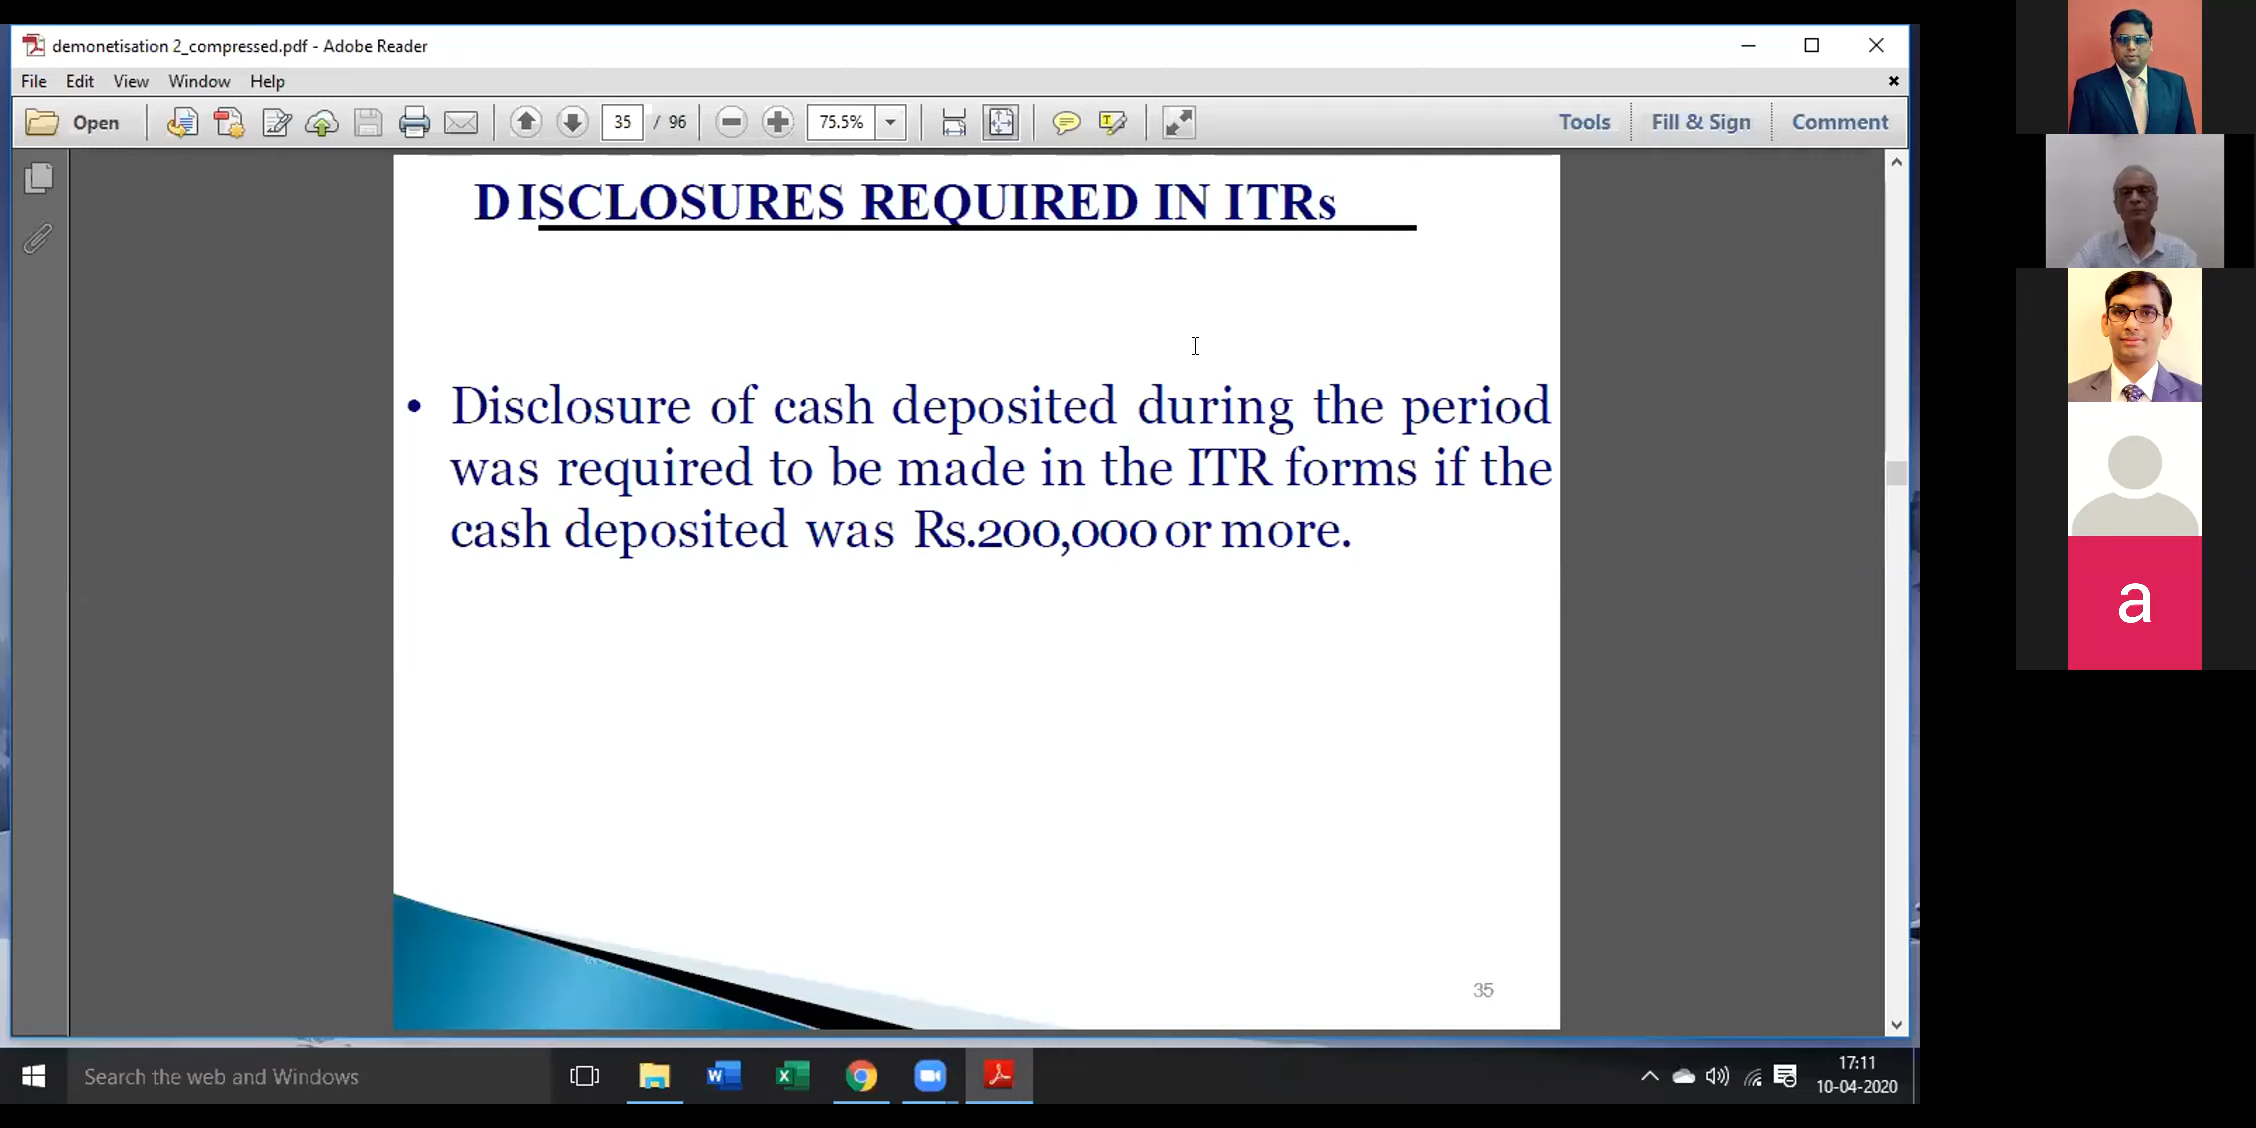 demonetisation 2_compressed.pdf - Adobe Reader
File Edit View Window Help
Open 35 / 96 75.5% Tools Fill & Sign Comment
DISCLOSURES REQUIRED IN ITRs
• Disclosure of cash deposited during the period
was required to be made in the ITR forms if the
cash deposited was Rs.200,000 or more.
35
a
Search the web and Windows
17:11
10-04-2020